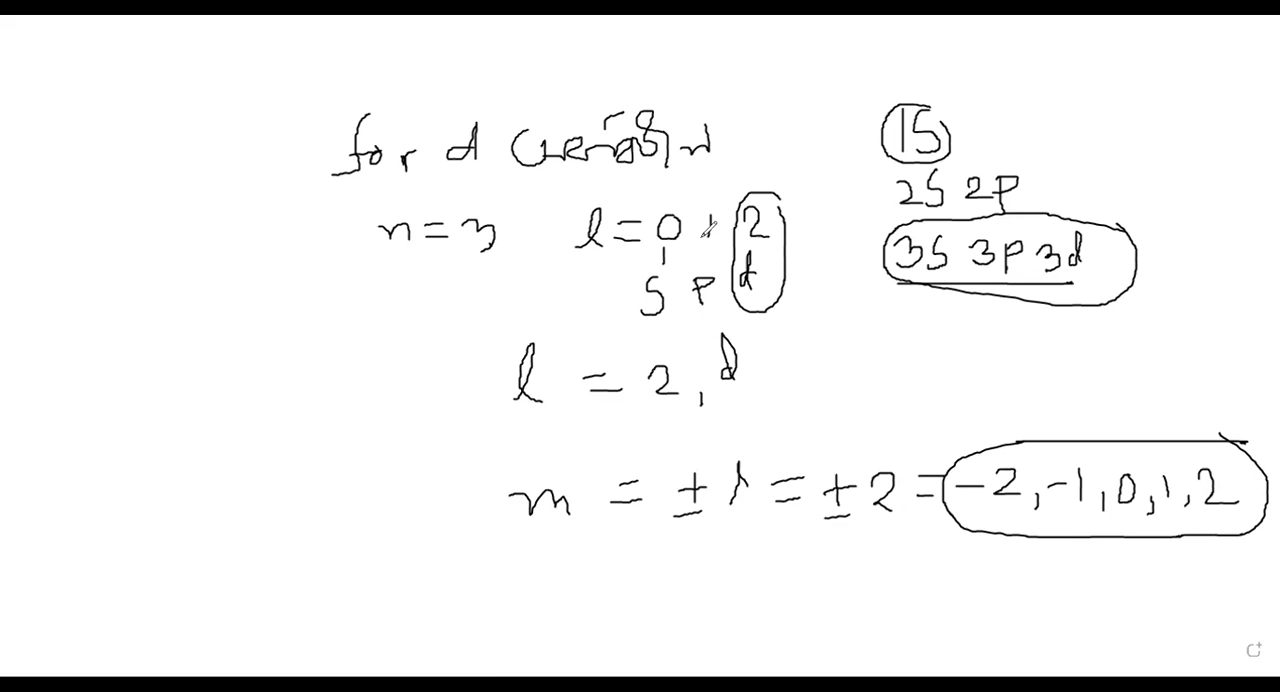 for d
1S
2S 2p
n = 3 l = 0 1 2
3S 3p 3d
S P d
l = 2, d
m = ± l = ± 2 = -2, -1, 0, 1, 2